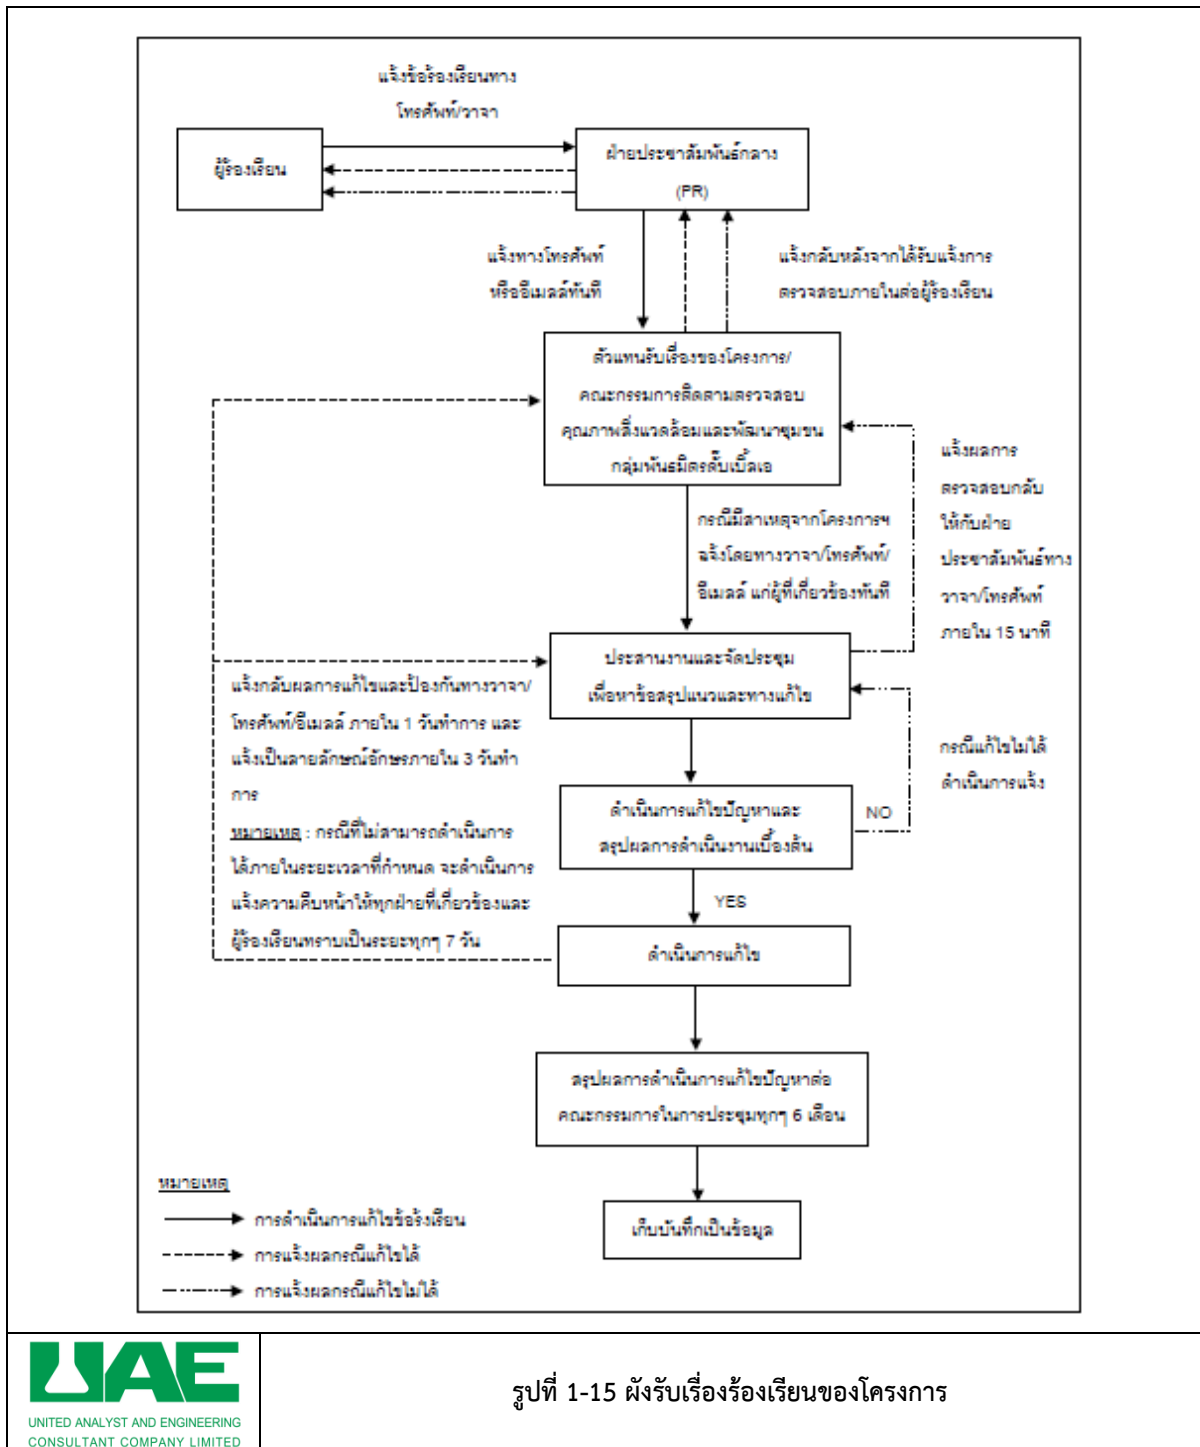 แจ้งข้อร้องเรียนทาง
โทรศัพท์/วาจา
ผู้ร้องเรียน
ฝ่ายประชาสัมพันธ์กลาง
(PR)
แจ้งทางโทรศัพท์
หรืออีเมลล์ทันที
แจ้งกลับหลังจากได้รับแจ้งการ
ตรวจสอบภายในต่อผู้ร้องเรียน
ตัวแทนรับเรื่องของโครงการ/
คณะกรรมการติดตามตรวจสอบ
คุณภาพสิ่งแวดล้อมและพัฒนาชุมชน
กลุ่มพันธมิตรดับเบิ้ลเอ
แจ้งผลการ
ตรวจสอบกลับ
ให้กับฝ่าย
ประชาสัมพันธ์ทาง
วาจา/โทรศัพท์
ภายใน 15 นาที
กรณีมีสาเหตุจากโครงการฯ
แจ้งโดยทางวาจา/โทรศัพท์/
อีเมลล์ แก่ผู้ที่เกี่ยวข้องทันที
ประสานงานและจัดประชุม
เพื่อหาข้อสรุปแนวและทางแก้ไข
แจ้งกลับผลการแก้ไขและป้องกันทางวาจา/
โทรศัพท์/อีเมลล์ ภายใน 1 วันทำการ และ
แจ้งเป็นลายลักษณ์อักษรภายใน 3 วันทำ
การ
หมายเหตุ : กรณีที่ไม่สามารถดำเนินการ
ได้ภายในระยะเวลาที่กำหนด จะดำเนินการ
แจ้งความคืบหน้าให้ทุกฝ่ายที่เกี่ยวข้องและ
ผู้ร้องเรียนทราบเป็นระยะทุกๆ 7 วัน
กรณีแก้ไขไม่ได้
ดำเนินการแจ้ง
ดำเนินการแก้ไขปัญหาและ
สรุปผลการดำเนินงานเบื้องต้น
NO
YES
ดำเนินการแก้ไข
สรุปผลการดำเนินการแก้ไขปัญหาต่อ
คณะกรรมการในการประชุมทุกๆ 6 เดือน
เก็บบันทึกเป็นข้อมูล
หมายเหตุ
การดำเนินการแก้ไขข้อร้งเรียน
การแจ้งผลกรณีแก้ไขได้
การแจ้งผลกรณีแก้ไขไม่ได้
UAE
UNITED ANALYST AND ENGINEERING
CONSULTANT COMPANY LIMITED
รูปที่ 1-15 ผังรับเรื่องร้องเรียนของโครงการ